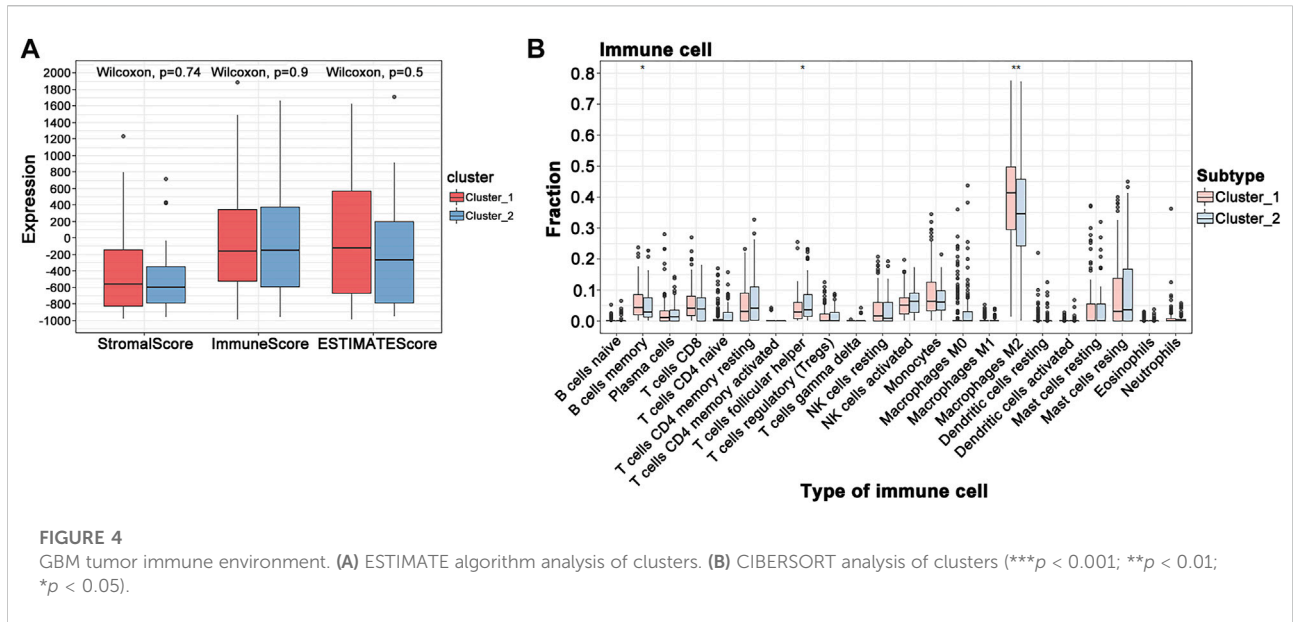 A
Wilcoxon, p=0.74 Wilcoxon, p=0.9 Wilcoxon, p=0.5
2000
1800
1600
1400
1200
1000
800
600
400
200
0
-200
-400
-600
-800
-1000
Expression
StromalScore ImmuneScore ESTIMATEScore
cluster
Cluster_1
Cluster_2
B
Immune cell
* * **
0.8
0.7
0.6
0.5
0.4
0.3
0.2
0.1
0.0
Fraction
B cells naive
B cells memory
Plasma cells
T cells CD8
T cells CD4 naive
T cells CD4 memory resting
T cells CD4 memory activated
T cells follicular helper
T cells regulatory (Tregs)
T cells gamma delta
NK cells resting
NK cells activated
Monocytes
Macrophages M0
Macrophages M1
Macrophages M2
Dendritic cells resting
Dendritic cells activated
Mast cells resting
Mast cells resing
Eosinophils
Neutrophils
Type of immune cell
Subtype
Cluster_1
Cluster_2
FIGURE 4
GBM tumor immune environment. (A) ESTIMATE algorithm analysis of clusters. (B) CIBERSORT analysis of clusters (***p < 0.001; **p < 0.01;
*p < 0.05).